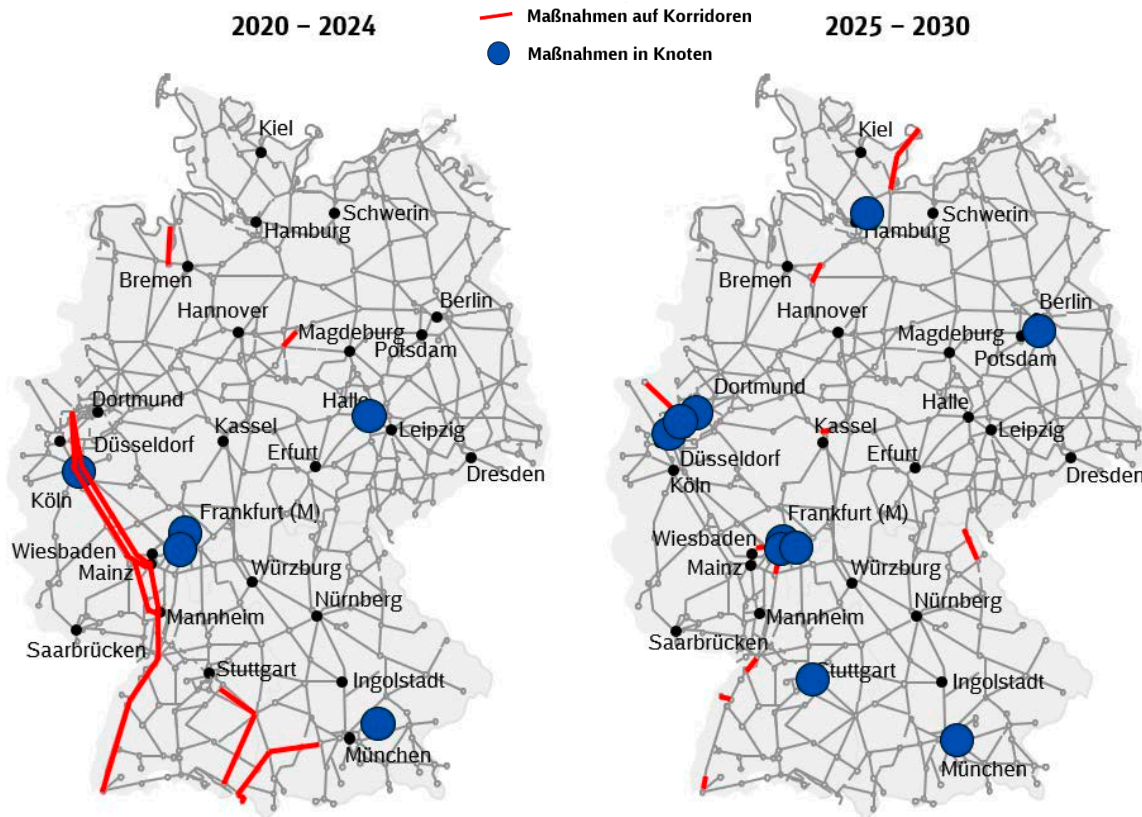 2020 – 2024
Maßnahmen auf Korridoren
Maßnahmen in Knoten
2025 – 2030
Kiel
Schwerin
Hamburg
Bremen
Hannover
Berlin
Magdeburg
Potsdam
Dortmund
Halle
Düsseldorf
Kassel
Leipzig
Erfurt
Dresden
Köln
Frankfurt (M)
Wiesbaden
Mainz
Würzburg
Mannheim
Nürnberg
Saarbrücken
Stuttgart
Ingolstadt
München
Kiel
Schwerin
Hamburg
Bremen
Berlin
Hannover
Magdeburg
Potsdam
Dortmund
Halle
Kassel
Leipzig
Düsseldorf
Erfurt
Dresden
Köln
Frankfurt (M)
Wiesbaden
Mainz
Würzburg
Mannheim
Nürnberg
Saarbrücken
Stuttgart
Ingolstadt
München